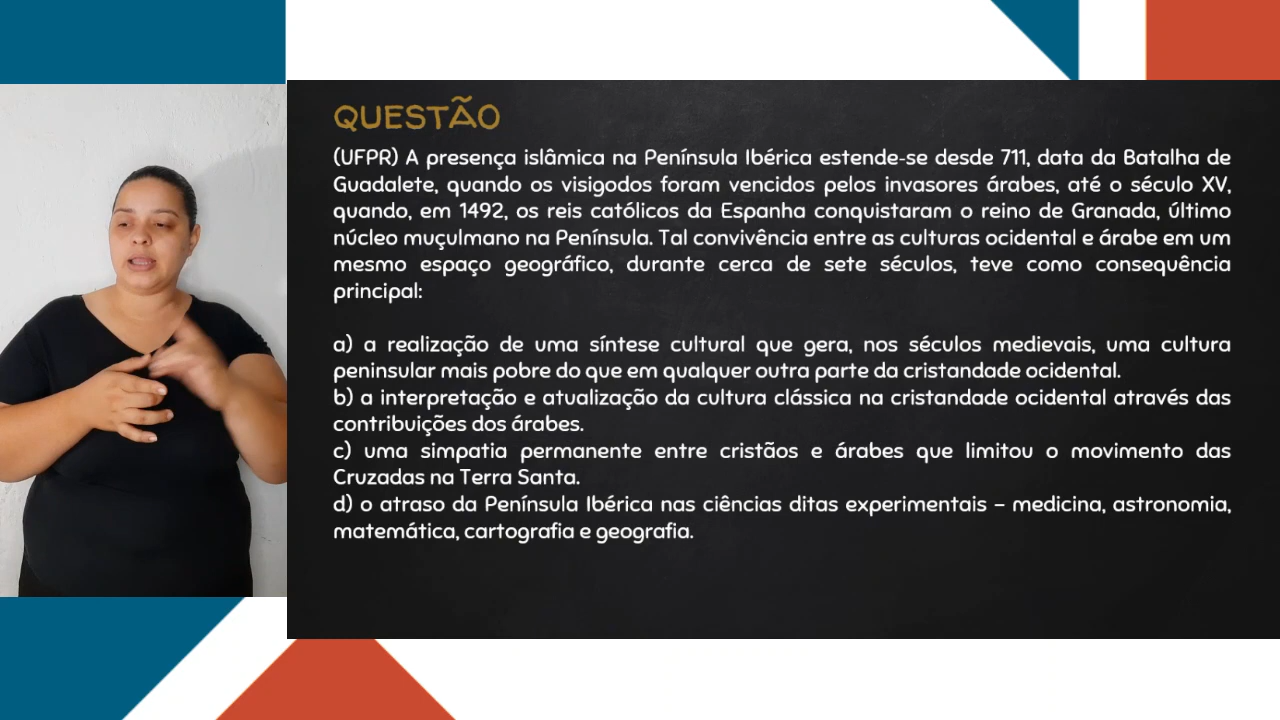 QUESTÃO
(UFPR) A presença islâmica na Península Ibérica estende-se desde 711, data da Batalha de
Guadalete, quando os visigodos foram vencidos pelos invasores árabes, até o século XV,
quando, em 1492, os reis católicos da Espanha conquistaram o reino de Granada, último
núcleo muçulmano na Península. Tal convivência entre as culturas ocidental e árabe em um
mesmo espaço geográfico, durante cerca de sete séculos, teve como consequência
principal:
a) a realização de uma síntese cultural que gera, nos séculos medievais, uma cultura
peninsular mais pobre do que em qualquer outra parte da cristandade ocidental.
b) a interpretação e atualização da cultura clássica na cristandade ocidental através das
contribuições dos árabes.
c) uma simpatia permanente entre cristãos e árabes que limitou o movimento das
Cruzadas na Terra Santa.
d) o atraso da Península Ibérica nas ciências ditas experimentais – medicina, astronomia,
matemática, cartografia e geografia.